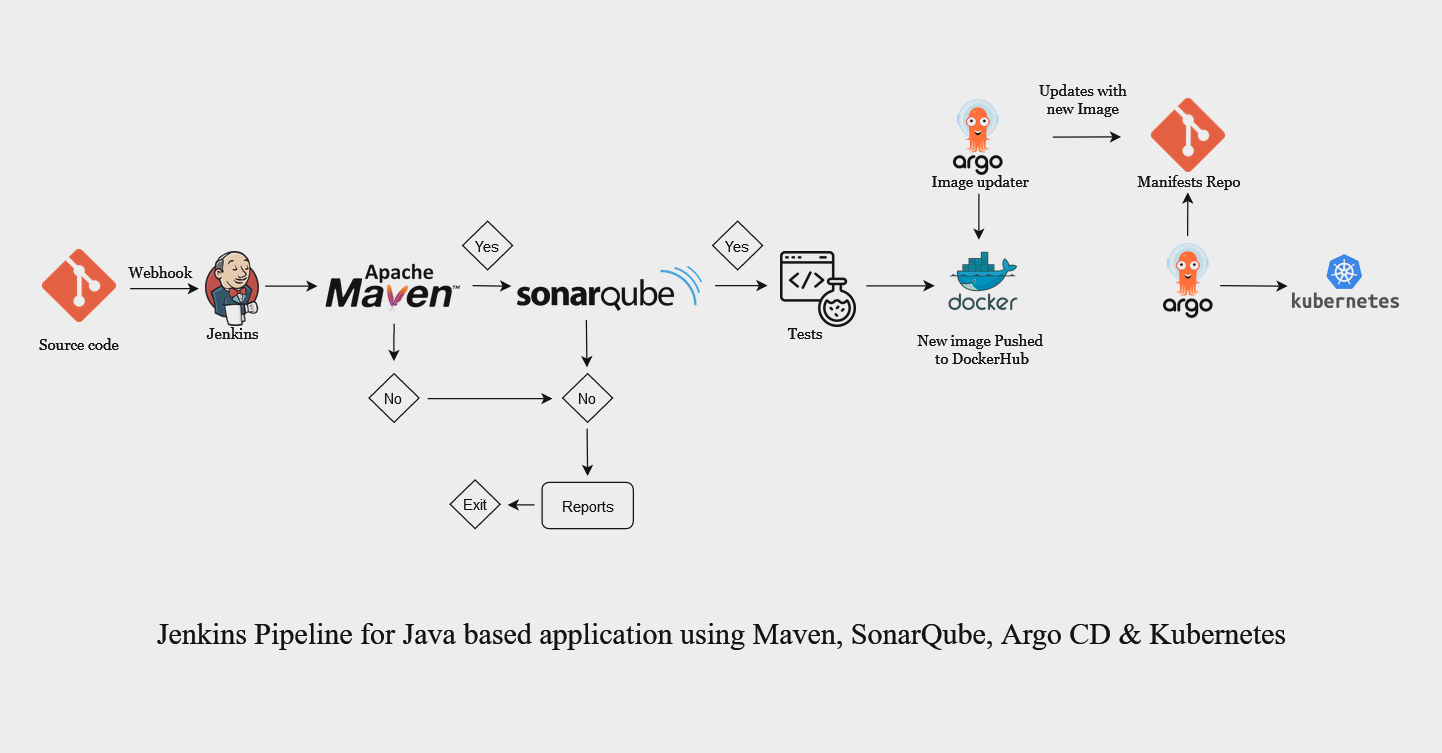 Updates with
new Image
argo
Image updater
Manifests Repo
Yes
Yes
Webhook
Source code
Jenkins
Apache
Maven™
sonarqube
</>
Tests
docker
New image Pushed
to DockerHub
argo
kubernetes
No
No
Exit
Reports
Jenkins Pipeline for Java based application using Maven, SonarQube, Argo CD & Kubernetes